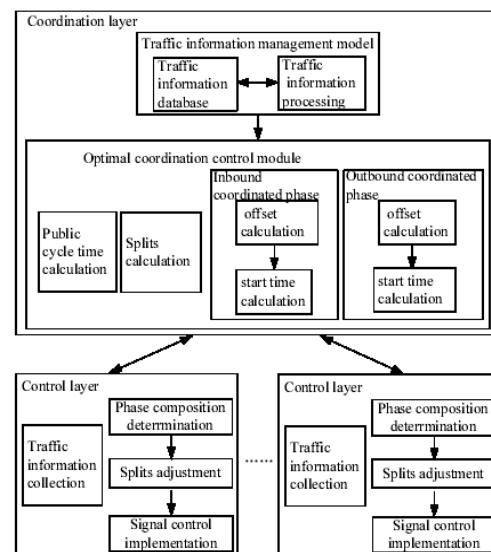 Coordination layer
Traffic information management model
Traffic
information
database
Traffic
information
processing
Optimal coordination control module
Public
cycle time
calculation
Splits
calculation
Inbound
coordinated phase
offset
calculation
start time
calculation
Outbound coordinated
phase
offset
calculation
start time
calculation
Control layer
Traffic
information
collection
Phase composition
determination
Splits adjustment
Signal control
implementation
......
Control layer
Traffic
information
collection
Phase composition
determination
Splits adjustment
Signal control
implementation